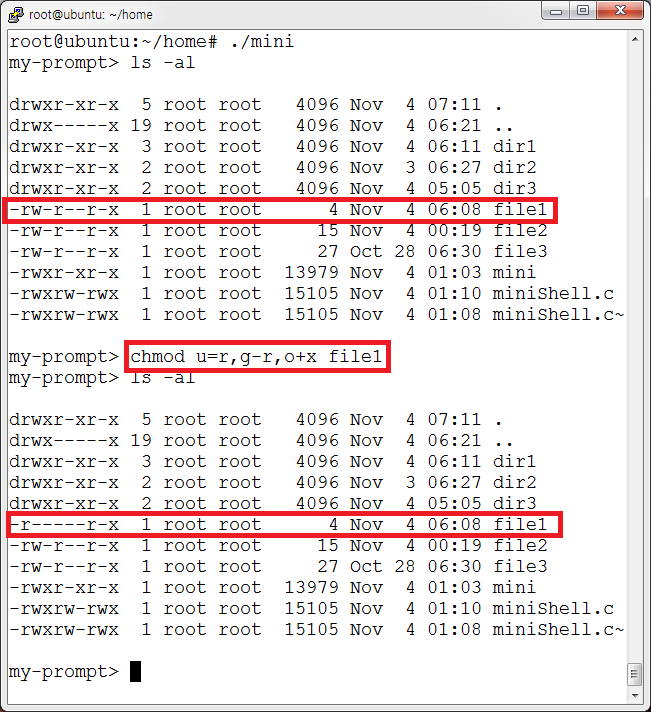 root@ubuntu: ~/home
root@ubuntu:~/home# ./mini
my-prompt> ls -al
drwxr-xr-x  5 root root   4096 Nov  4 07:11 .
drwx-----x 19 root root   4096 Nov  4 06:21 ..
drwxr-xr-x  3 root root   4096 Nov  4 06:11 dir1
drwxr-xr-x  2 root root   4096 Nov  3 06:27 dir2
drwxr-xr-x  2 root root   4096 Nov  4 05:05 dir3
-rw-r--r-x  1 root root      4 Nov  4 06:08 file1
-rw-r--r-x  1 root root     15 Nov  4 00:19 file2
-rw-r--r-x  1 root root     27 Oct 28 06:30 file3
-rwxr-xr-x  1 root root  13979 Nov  4 01:03 mini
-rwxrw-rwx  1 root root  15105 Nov  4 01:10 miniShell.c
-rwxrw-rwx  1 root root  15105 Nov  4 01:08 miniShell.c~
my-prompt> chmod u=r,g-r,o+x file1
my-prompt> ls -al
drwxr-xr-x  5 root root   4096 Nov  4 07:11 .
drwx-----x 19 root root   4096 Nov  4 06:21 ..
drwxr-xr-x  3 root root   4096 Nov  4 06:11 dir1
drwxr-xr-x  2 root root   4096 Nov  3 06:27 dir2
drwxr-xr-x  2 root root   4096 Nov  4 05:05 dir3
-r-----r-x  1 root root      4 Nov  4 06:08 file1
-rw-r--r-x  1 root root     15 Nov  4 00:19 file2
-rw-r--r-x  1 root root     27 Oct 28 06:30 file3
-rwxr-xr-x  1 root root  13979 Nov  4 01:03 mini
-rwxrw-rwx  1 root root  15105 Nov  4 01:10 miniShell.c
-rwxrw-rwx  1 root root  15105 Nov  4 01:08 miniShell.c~
my-prompt>